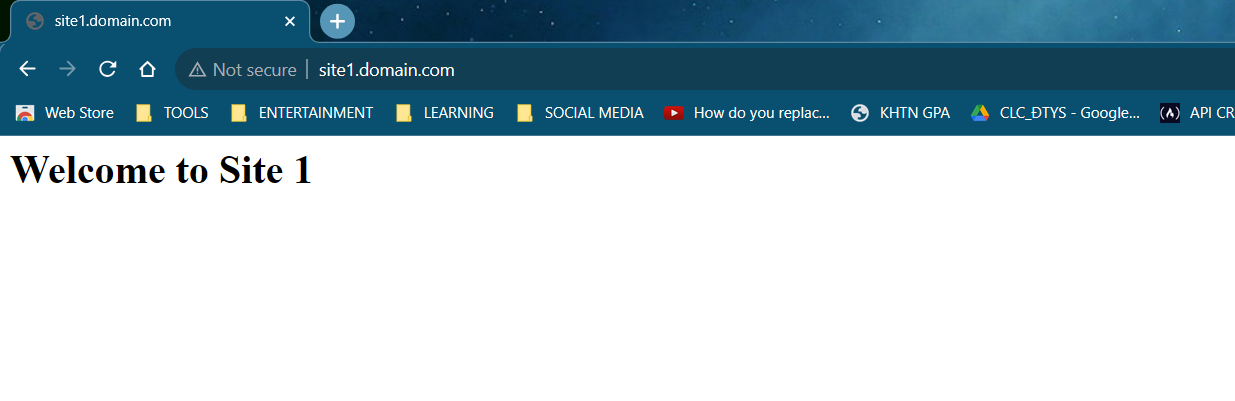 site1.domain.com
Not secure site1.domain.com
Web Store TOOLS ENTERTAINMENT LEARNING SOCIAL MEDIA How do you replac... KHTN GPA CLC_ĐTYS - Google... (A) API CR
Welcome to Site 1